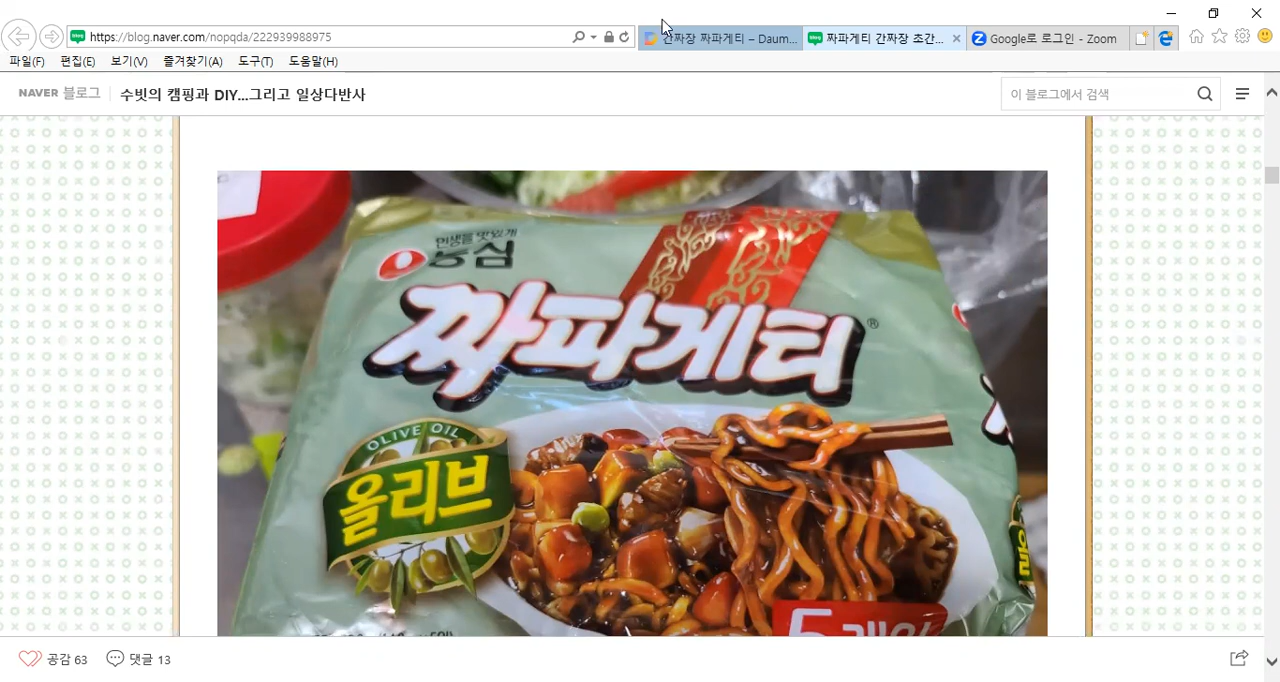 https://blog.naver.com/nopqda/222939988975
간짜장 짜파게티 – Daum...
짜파게티 간짜장 초간...
Google로 로그인 - Zoom
파일(F) 편집(E) 보기(V) 즐겨찾기(A) 도구(T) 도움말(H)
NAVER 블로그
수빗의 캠핑과 DIY...그리고 일상다반사
이 블로그에서 검색
인생을 맛있게
농심
짜파게티
®
OLIVE OIL
올리브
5개입
공감 63
댓글 13